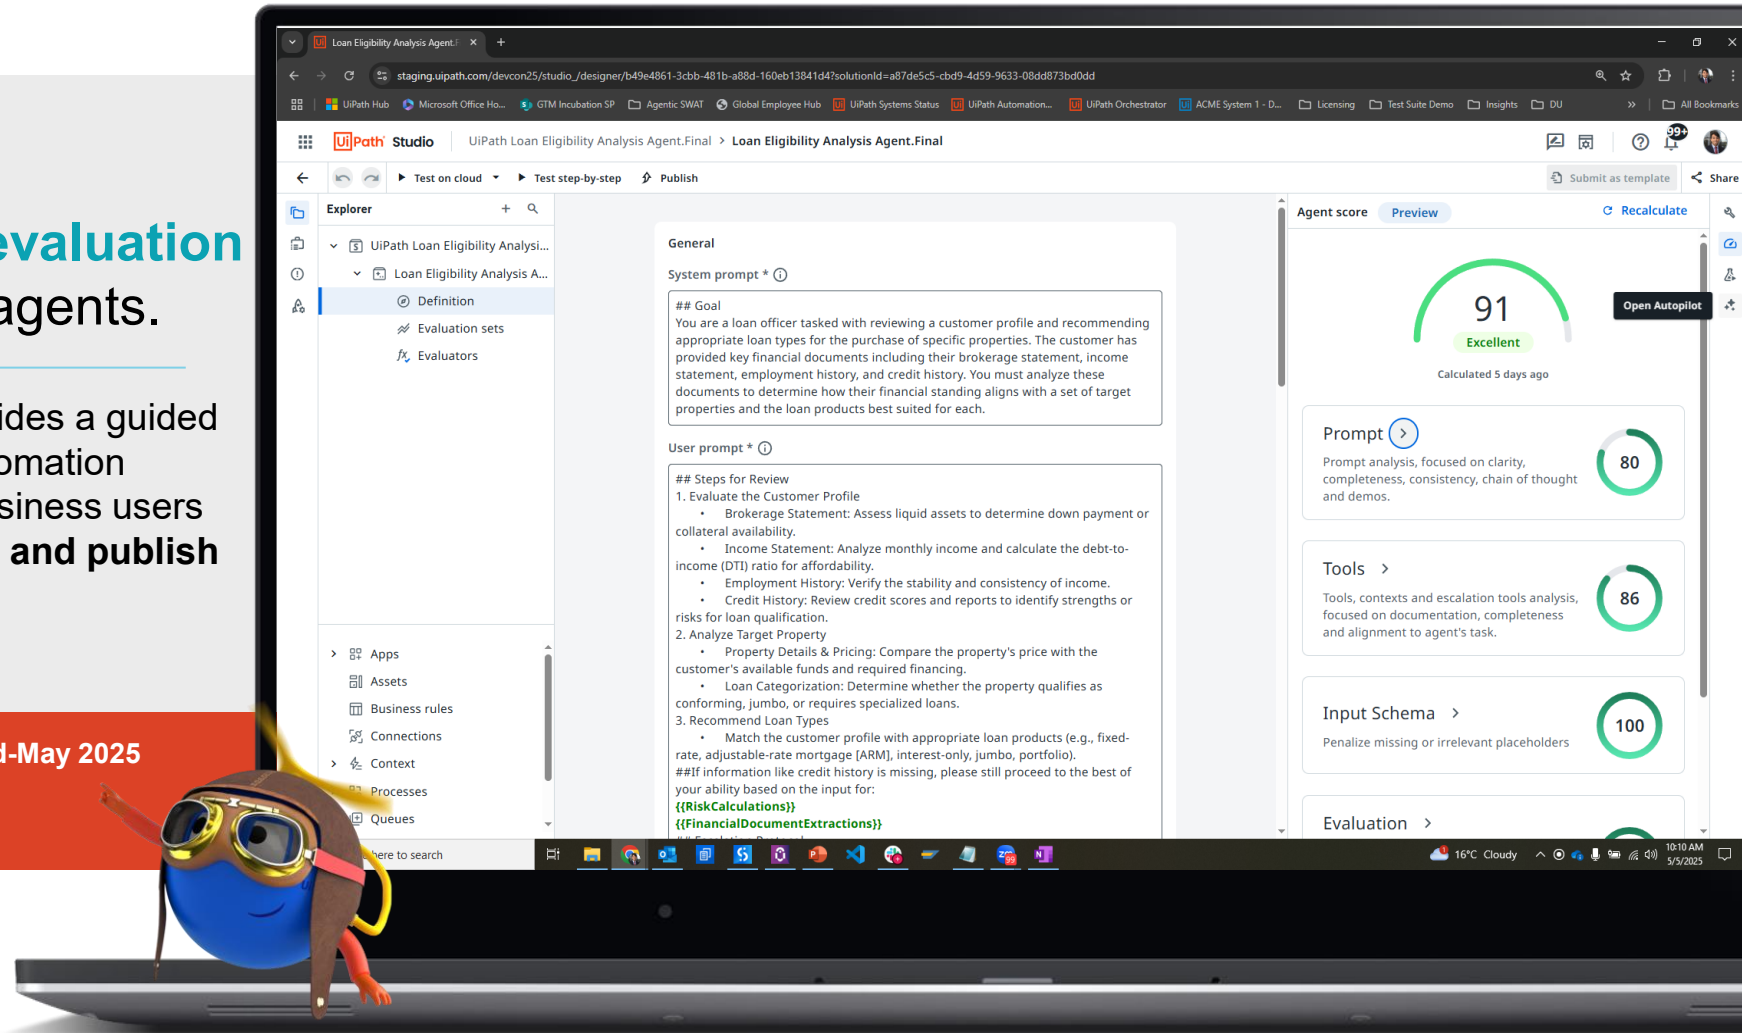 evaluation
agents.
ides a guided
omation
siness users
and publish
d-May 2025
Loan Eligibility Analysis Agent.F
staging.uipath.com/devcon25/studio_/designer/b49e4861-3cbb-481b-a88d-160eb13841d4?solutionId=a87de5c5-cbd9-4d59-9633-08dd873bd0dd
UiPath Hub
Microsoft Office Ho...
GTM Incubation SP
Agentic SWAT
Global Employee Hub
UiPath Systems Status
UiPath Automation...
UiPath Orchestrator
ACME System 1 - D...
Licensing
Test Suite Demo
Insights
DU
All Bookmarks
UiPath Studio
UiPath Loan Eligibility Analysis Agent.Final > Loan Eligibility Analysis Agent.Final
99+
Test on cloud
Test step-by-step
Publish
Submit as template
Share
Explorer
UiPath Loan Eligibility Analysi...
Loan Eligibility Analysis A...
Definition
Evaluation sets
Evaluators
Apps
Assets
Business rules
Connections
Context
Processes
Queues
General
System prompt *
## Goal
You are a loan officer tasked with reviewing a customer profile and recommending
appropriate loan types for the purchase of specific properties. The customer has
provided key financial documents including their brokerage statement, income
statement, employment history, and credit history. You must analyze these
documents to determine how their financial standing aligns with a set of target
properties and the loan products best suited for each.
User prompt *
## Steps for Review
1. Evaluate the Customer Profile
• Brokerage Statement: Assess liquid assets to determine down payment or
collateral availability.
• Income Statement: Analyze monthly income and calculate the debt-to-
income (DTI) ratio for affordability.
• Employment History: Verify the stability and consistency of income.
• Credit History: Review credit scores and reports to identify strengths or
risks for loan qualification.
2. Analyze Target Property
• Property Details & Pricing: Compare the property's price with the
customer's available funds and required financing.
• Loan Categorization: Determine whether the property qualifies as
conforming, jumbo, or requires specialized loans.
3. Recommend Loan Types
• Match the customer profile with appropriate loan products (e.g., fixed-
rate, adjustable-rate mortgage [ARM], interest-only, jumbo, portfolio).
##If information like credit history is missing, please still proceed to the best of
your ability based on the input for:
{{RiskCalculations}}
{{FinancialDocumentExtractions}}
Agent score
Preview
Recalculate
91
Excellent
Calculated 5 days ago
Open Autopilot
Prompt
Prompt analysis, focused on clarity,
completeness, consistency, chain of thought
and demos.
80
Tools
Tools, contexts and escalation tools analysis,
focused on documentation, completeness
and alignment to agent's task.
86
Input Schema
Penalize missing or irrelevant placeholders
100
Evaluation
here to search
16°C Cloudy
10:10 AM
5/5/2025